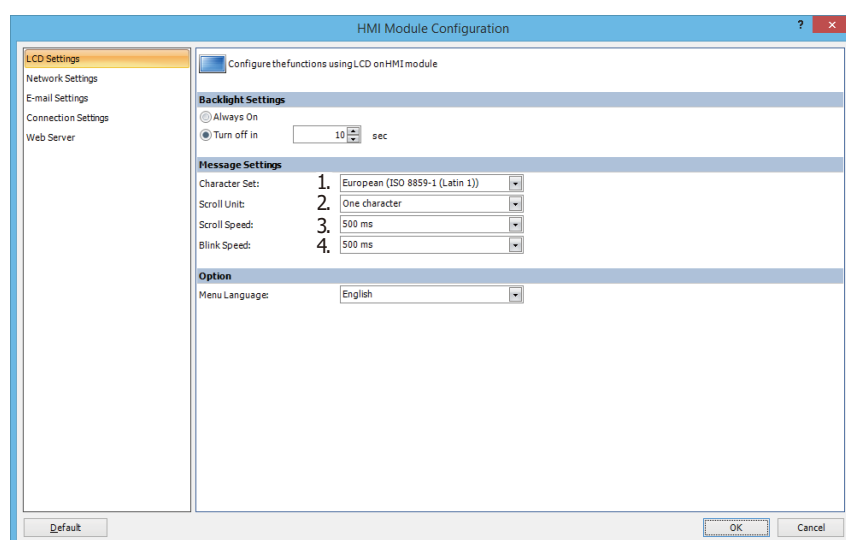 HMI Module Configuration ? ×
LCD Settings
Network Settings
E-mail Settings
Connection Settings
Web Server
Configure the functions using LCD on HMI module
Backlight Settings
Always On
Turn off in 10 sec
Message Settings
Character Set: 1. European (ISO 8859-1 (Latin 1))
Scroll Unit: 2. One character
Scroll Speed: 3. 500 ms
Blink Speed: 4. 500 ms
Option
Menu Language: English
Default OK Cancel